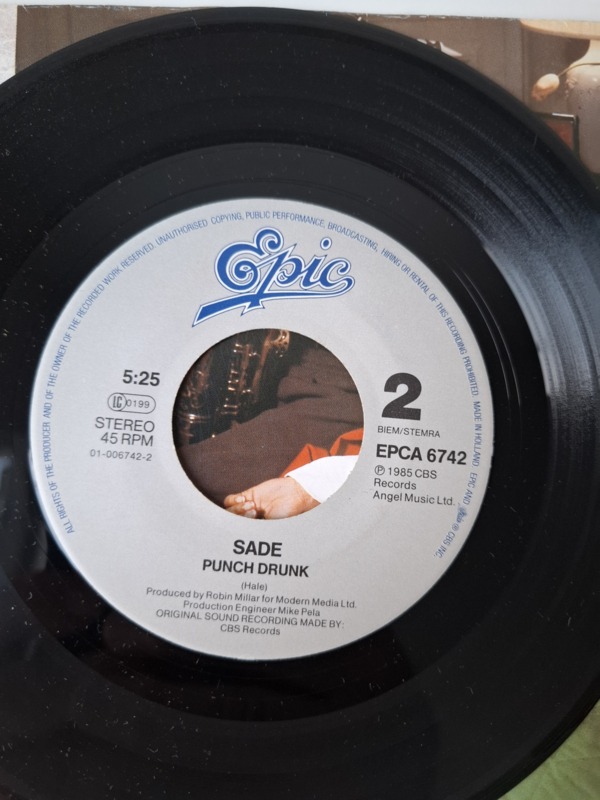 ALL RIGHTS OF THE PRODUCER AND OF THE OWNER OF THE RECORDED WORK RESERVED. UNAUTHORISED COPYING, PUBLIC PERFORMANCE, BROADCASTING, HIRING OR RENTAL OF THIS RECORDING PROHIBITED. MADE IN HOLLAND. EPIC AND Epic ® CBS INC.
Epic
5:25
LC 0199
STEREO
45 RPM
01-006742-2
2
BIEM/STEMRA
EPCA 6742
℗ 1985 CBS
Records
Angel Music Ltd.
SADE
PUNCH DRUNK
(Hale)
Produced by Robin Millar for Modern Media Ltd.
Production Engineer Mike Pela
ORIGINAL SOUND RECORDING MADE BY:
CBS Records